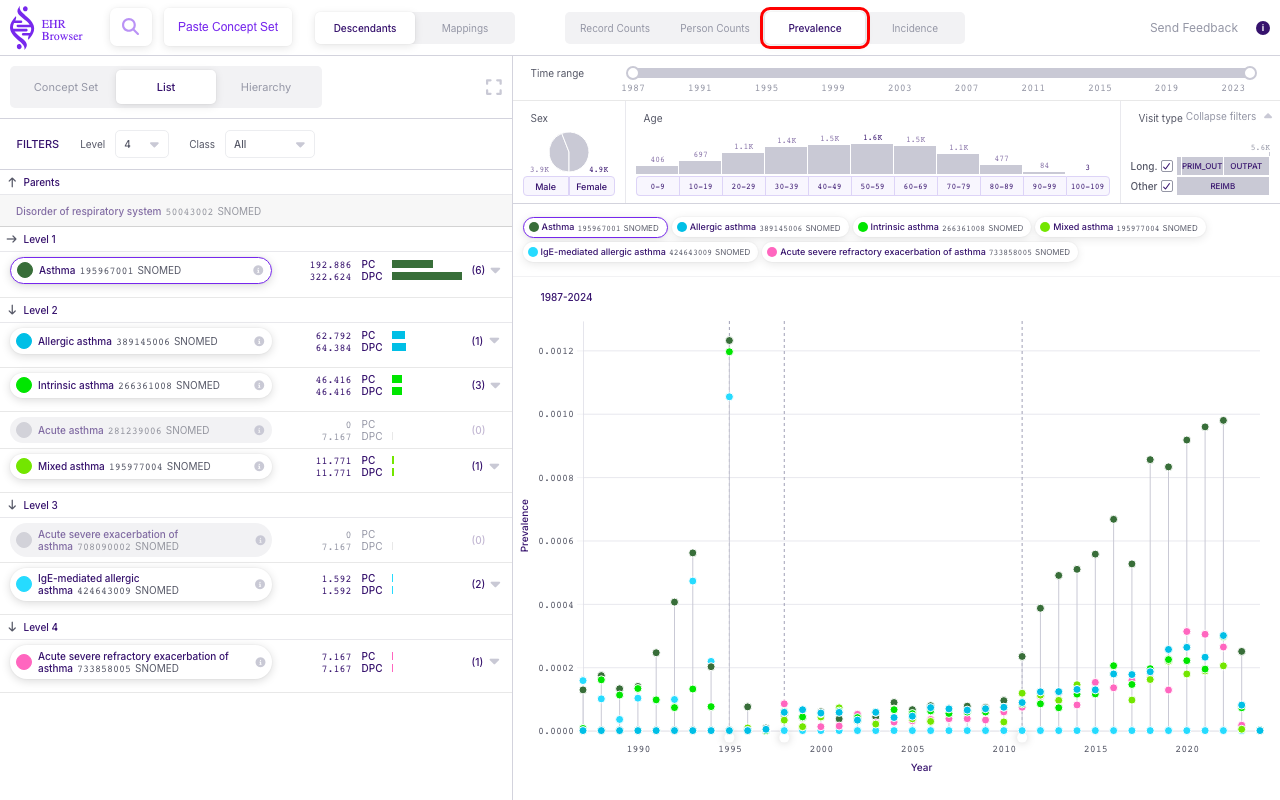 EHR
Browser
Paste Concept Set
Descendants
Mappings
Record Counts
Person Counts
Prevalence
Incidence
Send Feedback
i
Concept Set
List
Hierarchy
FILTERS
Level
4
Class
All
Parents
Disorder of respiratory system 50043002 SNOMED
Level 1
Asthma 195967001 SNOMED
192.886 PC
322.624 DPC
(6)
Level 2
Allergic asthma 389145006 SNOMED
62.792 PC
64.384 DPC
(1)
Intrinsic asthma 266361008 SNOMED
46.416 PC
46.416 DPC
(3)
Acute asthma 281239006 SNOMED
0 PC
7.167 DPC
(0)
Mixed asthma 195977004 SNOMED
11.771 PC
11.771 DPC
(1)
Level 3
Acute severe exacerbation of
asthma 708090002 SNOMED
0 PC
7.167 DPC
(0)
IgE-mediated allergic
asthma 424643009 SNOMED
1.592 PC
1.592 DPC
(2)
Level 4
Acute severe refractory exacerbation of
asthma 733858005 SNOMED
7.167 PC
7.167 DPC
(1)
Time range
1987 1991 1995 1999 2003 2007 2011 2015 2019 2023
Sex
3.9K 4.9K
Male Female
Age
406 697 1.1K 1.4K 1.5K 1.6K 1.5K 1.1K 477 84 3
0-9 10-19 20-29 30-39 40-49 50-59 60-69 70-79 80-89 90-99 100-109
Visit type
Collapse filters
5.6K
Long. PRIM_OUT OUTPAT
Other REIMB
Asthma 195967001 SNOMED
Allergic asthma 389145006 SNOMED
Intrinsic asthma 266361008 SNOMED
Mixed asthma 195977004 SNOMED
IgE-mediated allergic asthma 424643009 SNOMED
Acute severe refractory exacerbation of asthma 733858005 SNOMED
1987-2024
Prevalence
0.0012
0.0010
0.0008
0.0006
0.0004
0.0002
0.0000
1990 1995 2000 2005 2010 2015 2020
Year